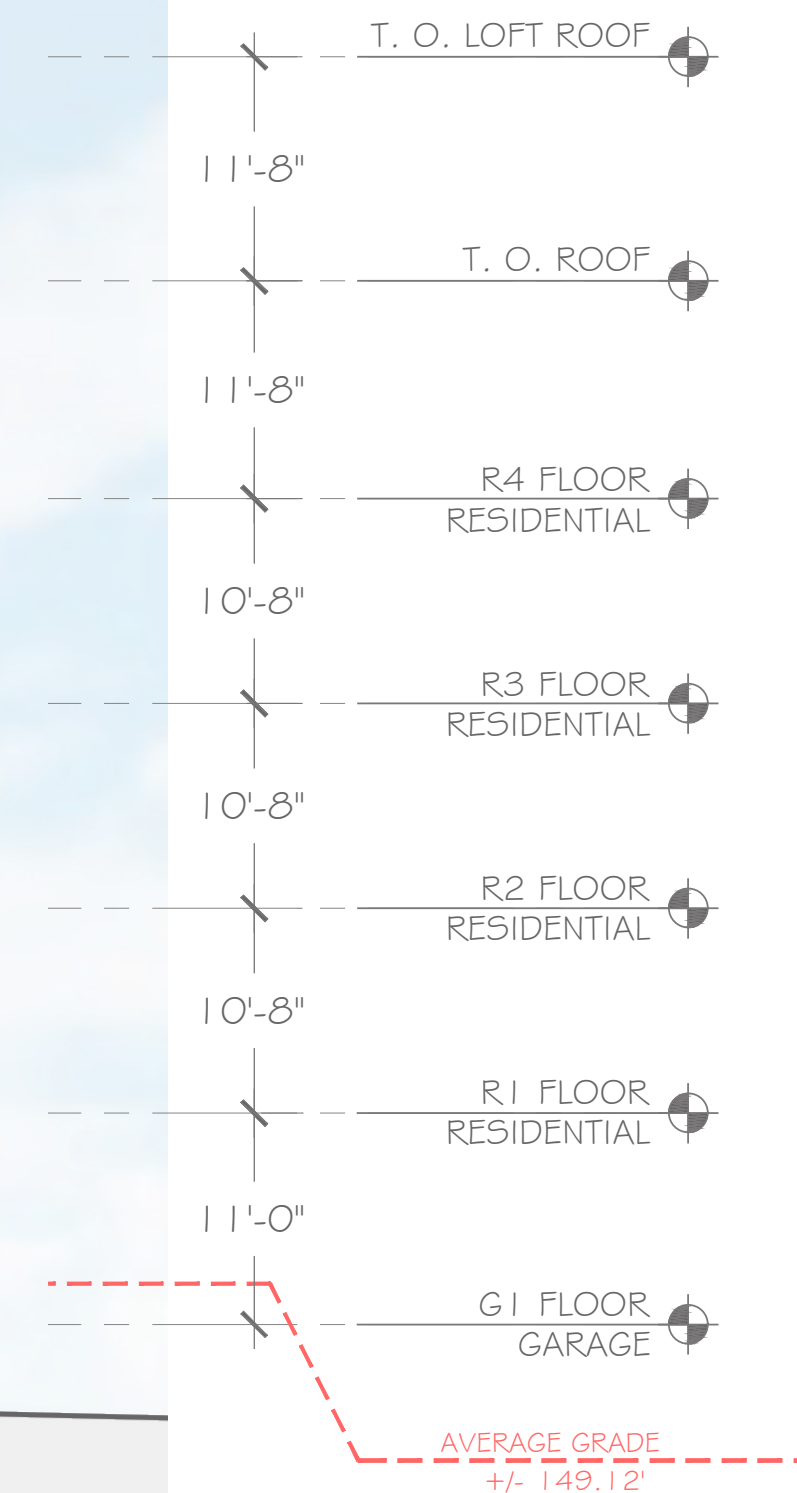 T. O. LOFT ROOF
11'-8"
T. O. ROOF
11'-8"
R4 FLOOR
RESIDENTIAL
10'-8"
R3 FLOOR
RESIDENTIAL
10'-8"
R2 FLOOR
RESIDENTIAL
10'-8"
R1 FLOOR
RESIDENTIAL
11'-0"
G1 FLOOR
GARAGE
AVERAGE GRADE
+/- 149.12'